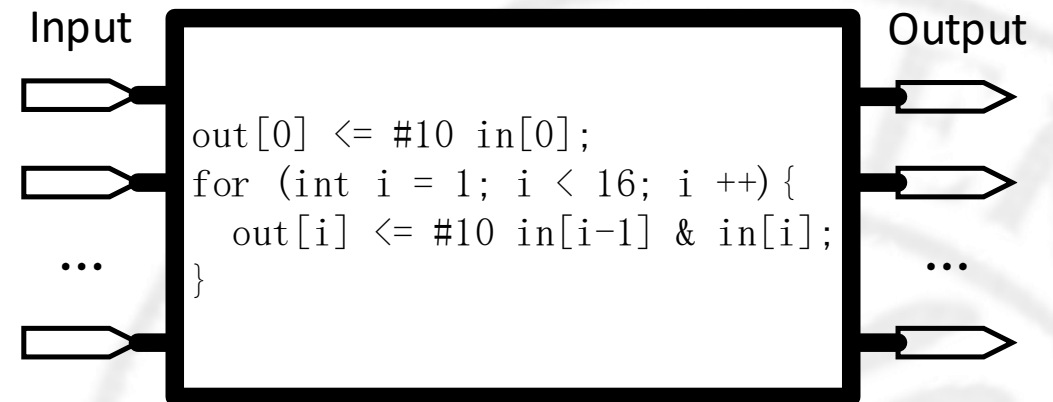 Input
Output
out[0] <= #10 in[0];
for (int i = 1; i < 16; i ++){
  out[i] <= #10 in[i-1] & in[i];
}
...
...